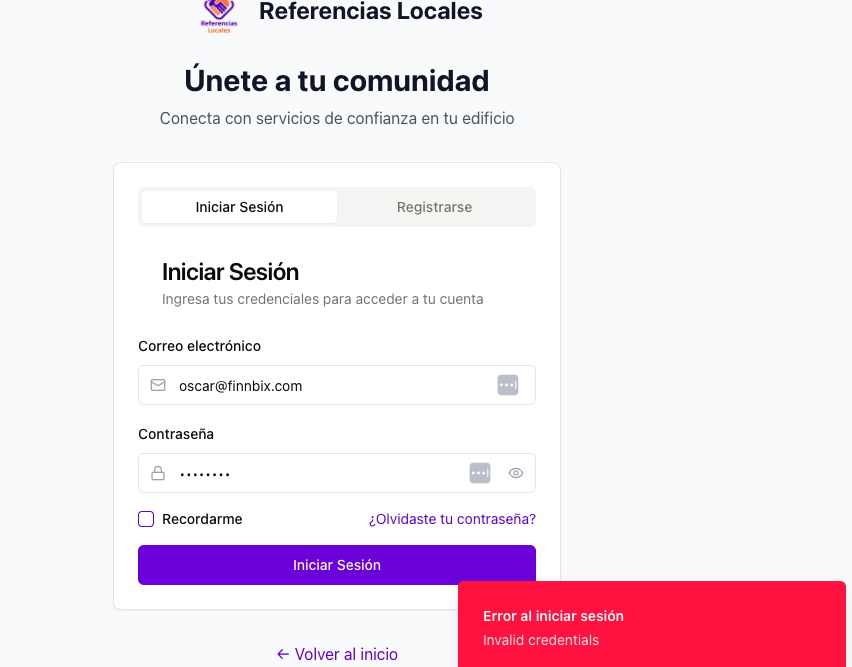 Referencias
Locales
Referencias Locales
Únete a tu comunidad
Conecta con servicios de confianza en tu edificio
Iniciar Sesión
Registrarse
Iniciar Sesión
Ingresa tus credenciales para acceder a tu cuenta
Correo electrónico
oscar@finnbix.com
Contraseña
••••••••
Recordarme
¿Olvidaste tu contraseña?
Iniciar Sesión
Error al iniciar sesión
Invalid credentials
← Volver al inicio